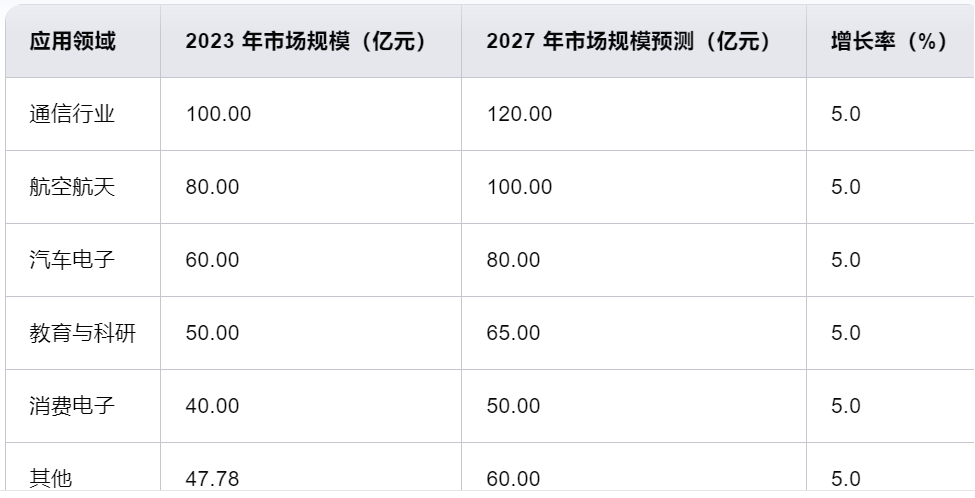 应用领域 2023 年市场规模（亿元） 2027 年市场规模预测（亿元） 增长率（%）
通信行业 100.00 120.00 5.0
航空航天 80.00 100.00 5.0
汽车电子 60.00 80.00 5.0
教育与科研 50.00 65.00 5.0
消费电子 40.00 50.00 5.0
其他 47.78 60.00 5.0